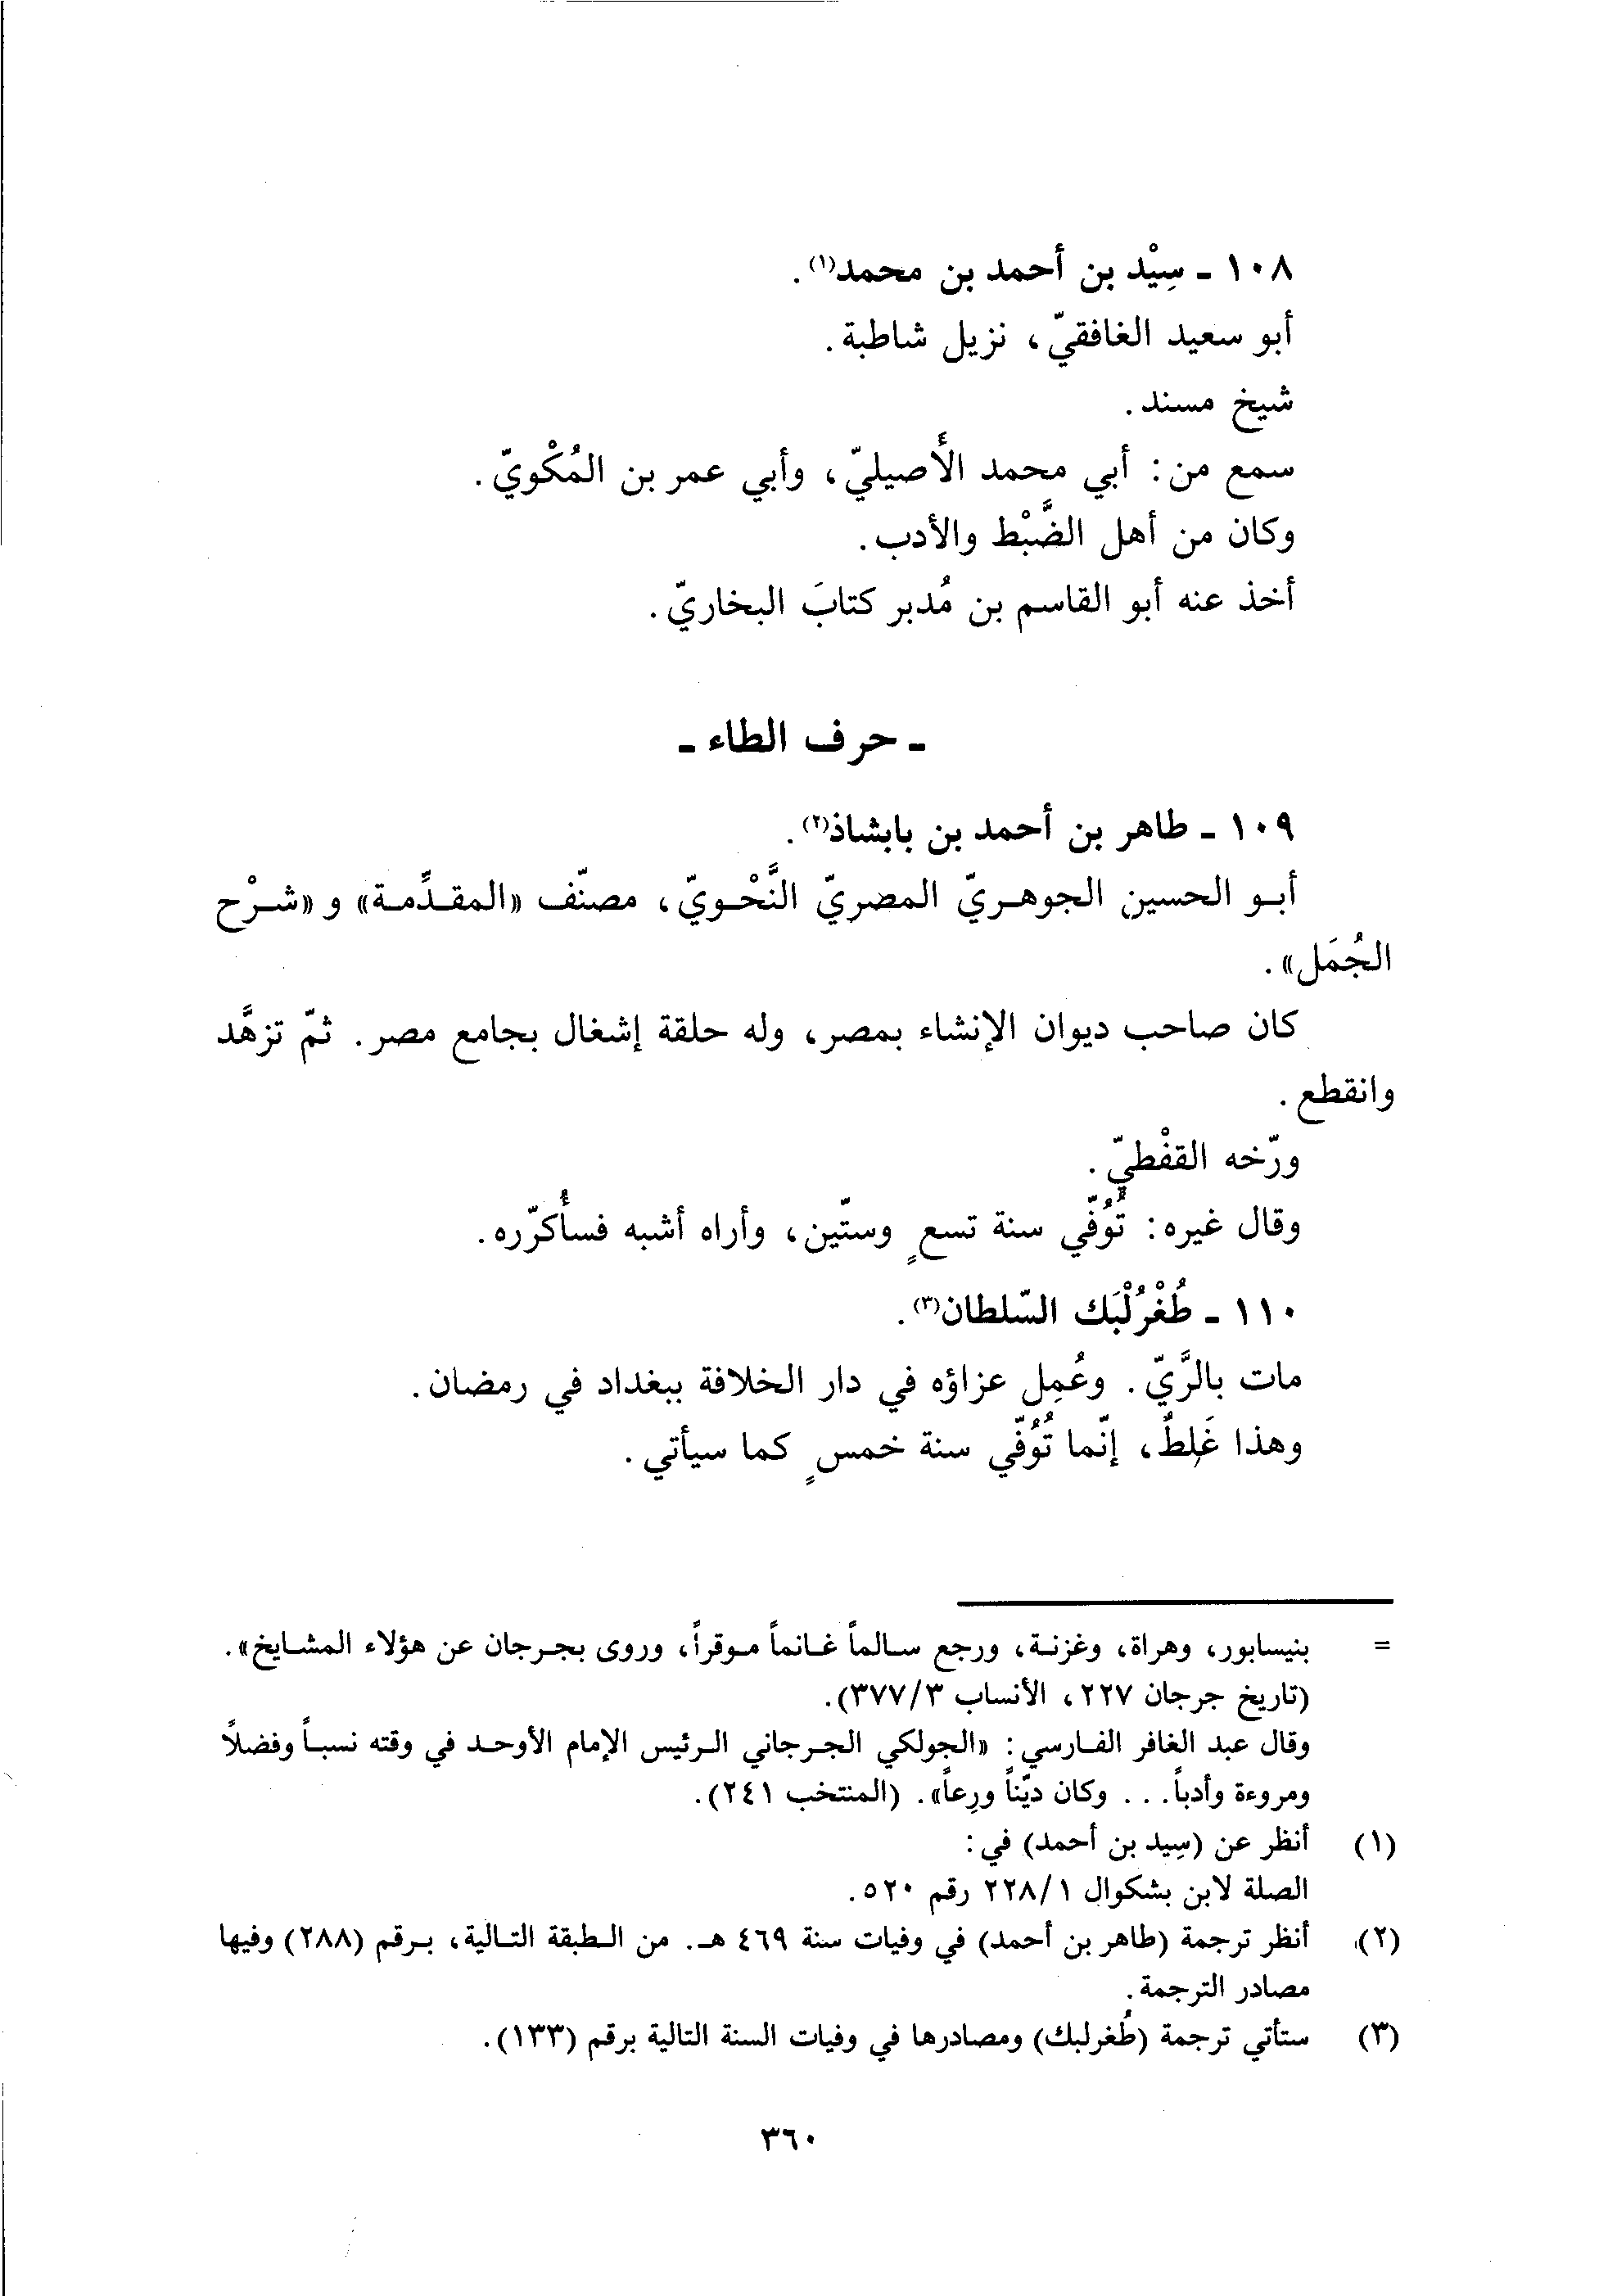 ١٠٨ ـ سِيْد بن أحمد بن محمد(١).
أبو سعيد الغافقيّ، نزيل شاطبة.
شيخ مسند.
سمع من: أبي محمد الأَصيليّ، وأبي عمر بن المُكْويّ.
وكان من أهل الضَّبْط والأدب.
أخذ عنه أبو القاسم بن مُدبر كتابَ البخاريّ.
ـ حرف الطاء ـ
١٠٩ ـ طاهر بن أحمد بن بابشاذ(٢).
أبو الحسين الجوهريّ المصريّ النَّحْويّ، مصنّف «المقدِّمة» و «شرْح
الجُمَل».
كان صاحب ديوان الإنشاء بمصر، وله حلقة إشغال بجامع مصر. ثمّ تزهَّد
وانقطع.
ورّخه القفْطيّ.
وقال غيره: تُوُفّي سنة تسعٍ وستّين، وأراه أشبه فسأُكرّره.
١١٠ ـ طُغْرُلْبَك السّلطان(٣).
مات بالرَّيّ. وعُمِل عزاؤه في دار الخلافة ببغداد في رمضان.
وهذا غَلِطٌ، إنّما تُوُفّي سنة خمسٍ كما سيأتي.
= بنيسابور، وهراة، وغزنة، ورجع سالماً غانماً موقراً، وروى بجرجان عن هؤلاء المشايخ».
(تاريخ جرجان ٢٢٧، الأنساب ٣٧٧/٣).
وقال عبد الغافر الفارسي: «الجولكي الجرجاني الرئيس الإمام الأوحد في وقته نسباً وفضلاً
ومروءة وأدباً... وكان ديّناً ورِعاً». (المنتخب ٢٤١).
(١) أنظر عن (سِيد بن أحمد) في:
الصلة لابن بشكوال ٢٢٨/١ رقم ٥٢٠.
(٢) أنظر ترجمة (طاهر بن أحمد) في وفيات سنة ٤٦٩ هـ. من الطبقة التالية، برقم (٢٨٨) وفيها
مصادر الترجمة.
(٣) ستأتي ترجمة (طُغرلبك) ومصادرها في وفيات السنة التالية برقم (١٣٣).
٣٦٠